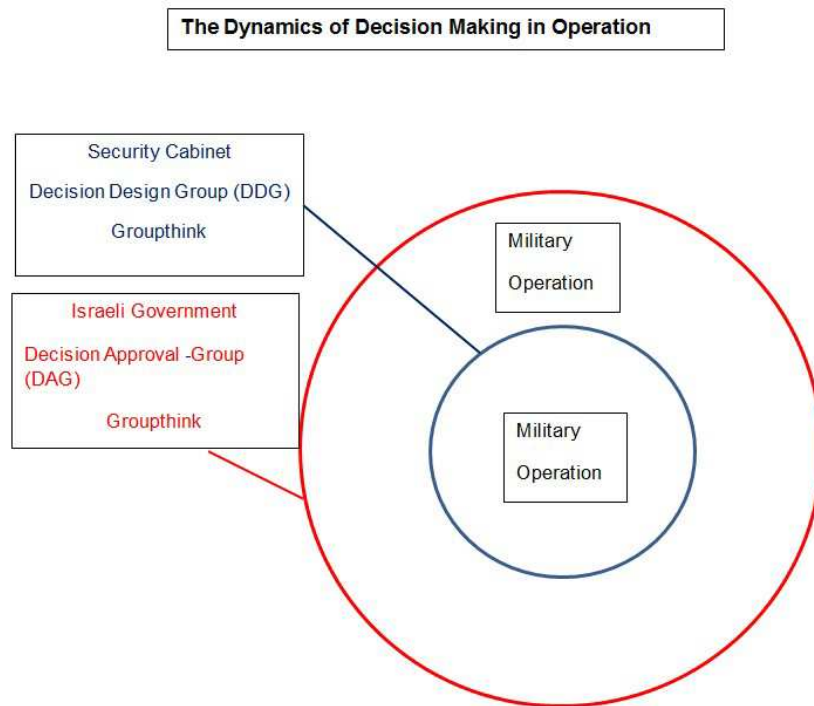 The Dynamics of Decision Making in Operation
Security Cabinet
Decision Design Group (DDG)
Groupthink
Israeli Government
Decision Approval -Group
(DAG)
Groupthink
Military
Operation
Military
Operation